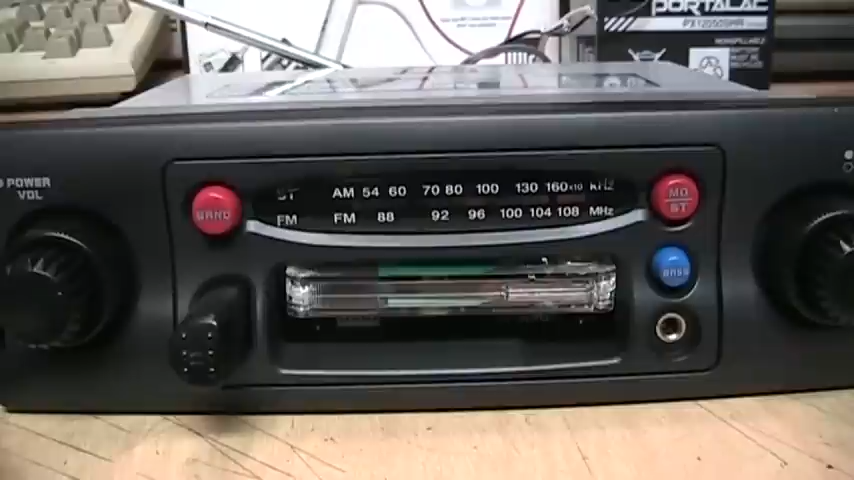 PORTALAC
POWER
VOL
BAND
ST AM 54 60 70 80 100 130 160x10 kHz
FM FM 88 92 96 100 104 108 MHz
MO
ST
BASS